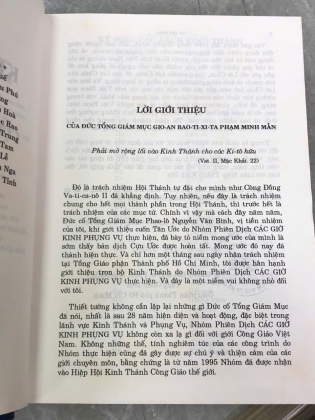 LỜI GIỚI THIỆU
CỦA ĐỨC TỔNG GIÁM MỤC GIO-AN BAO-TI-XI-TA PHẠM MINH MẪN
Phải mở rộng lối vào Kinh Thánh cho các Ki-tô hữu
(Vat. II, Mặc Khải. 22)
Đó là trách nhiệm Hội Thánh tự đặt cho mình như Công Đồng
Va-ti-ca-nô II đã khẳng định. Tuy nhiên, nếu đây là trách nhiệm
chung cho hết mọi thành phần trong Hội Thánh, thì trước hết là
trách nhiệm của các mục tử. Chính vì vậy mà cách đây năm năm,
Đức cố Tổng Giám Mục Phao-lô Nguyễn Văn Bình, vị tiền nhiệm
của tôi, khi giới thiệu cuốn Tân Ước do Nhóm Phiên Dịch CÁC GIỜ
KINH PHỤNG VỤ thực hiện, đã bày tỏ niềm mong ước của mình là
sớm thấy bản dịch Cựu Ước được hoàn tất. Mong ước đó nay đã
thành hiện thực. Và chỉ hơn một tháng sau ngày nhận trách nhiệm
tại Tổng Giáo phận Thành phố Hồ Chí Minh, tôi được hân hạnh
giới thiệu trọn bộ Kinh Thánh do Nhóm Phiên Dịch CÁC GIỜ
KINH PHỤNG VỤ thực hiện. Và đây là một niềm vui không nhỏ đối
với tôi.
Thiết tưởng không cần lặp lại những gì Đức cố Tổng Giám Mục
đã nói, nhất là sau 28 năm hiện diện và hoạt động, đặc biệt trong
lãnh vực Kinh Thánh và Phụng Vụ, Nhóm Phiên Dịch CÁC GIỜ
KINH PHỤNG VỤ không còn xa lạ gì đối với giới Công Giáo Việt
Nam. Không những thế, tính nghiêm túc của các công trình do
Nhóm thực hiện cũng đã gây được sự chú ý và thiện cảm của các
giới chuyên môn, bằng chứng là từ năm 1995 Nhóm đã được nhận
vào Hiệp Hội Kinh Thánh Công Giáo thế giới.